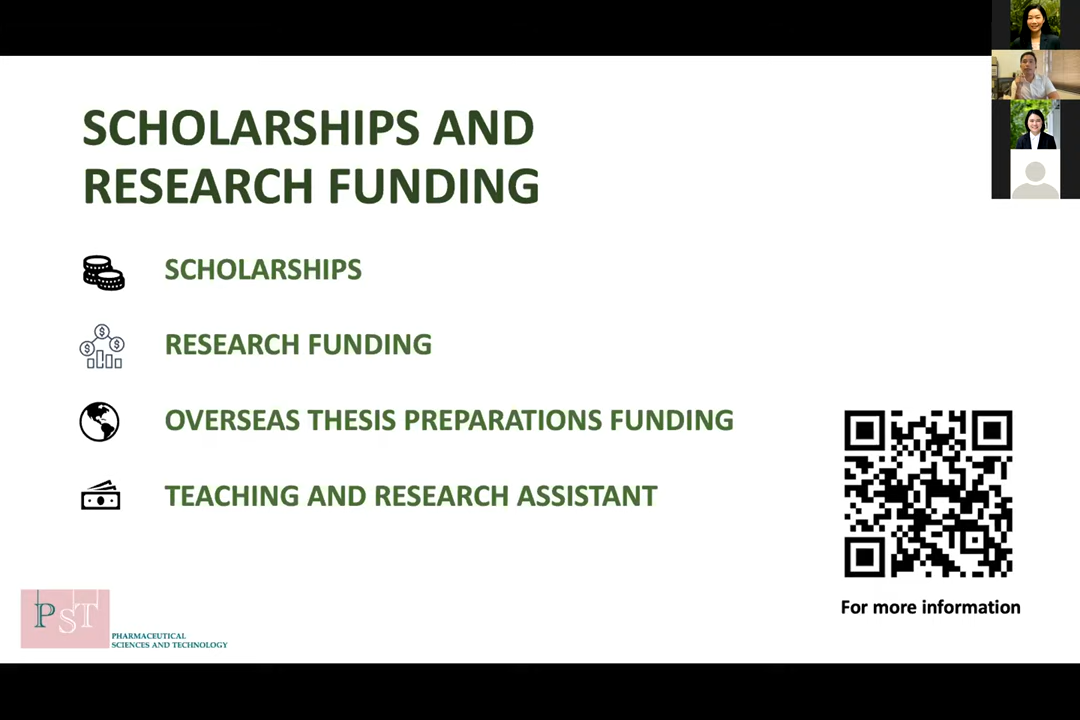 SCHOLARSHIPS AND
RESEARCH FUNDING
SCHOLARSHIPS
RESEARCH FUNDING
OVERSEAS THESIS PREPARATIONS FUNDING
TEACHING AND RESEARCH ASSISTANT
For more information
PST
PHARMACEUTICAL
SCIENCES AND TECHNOLOGY